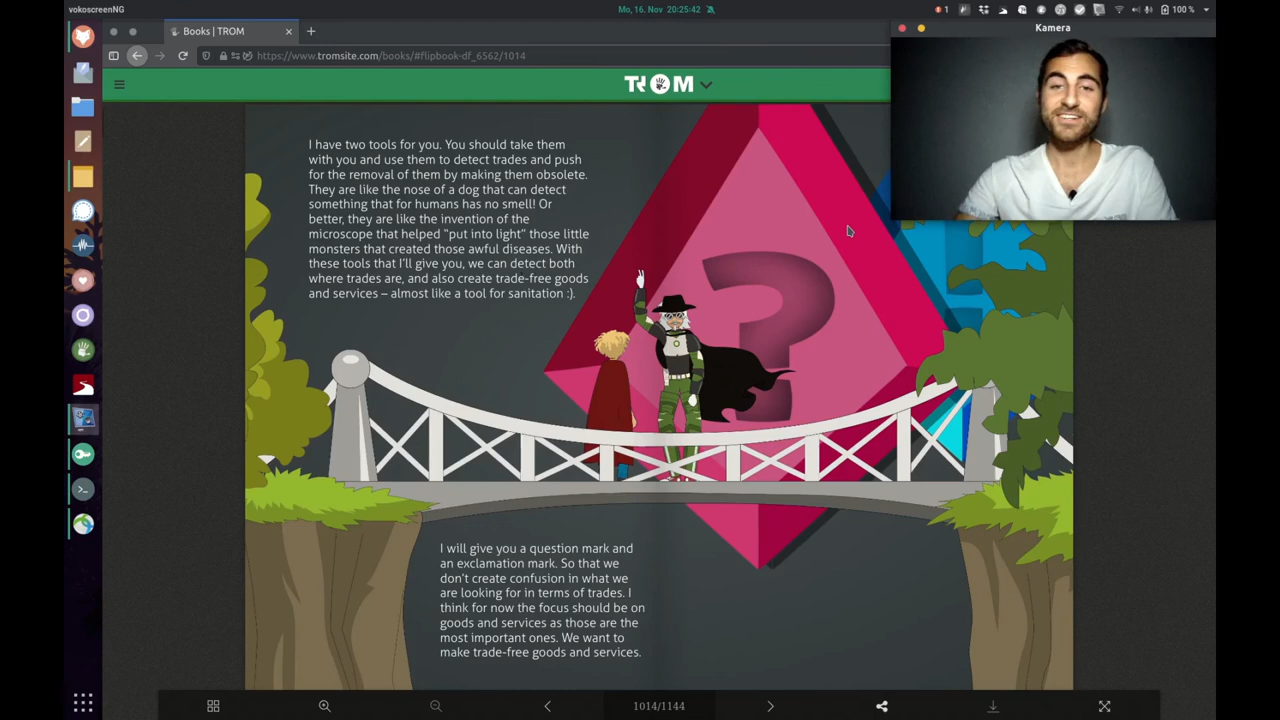 vokoscreenNG
Mo, 16. Nov 20:25:42
1
100 %
Books | TROM
Kamera
https://www.tromsite.com/books/#flipbook-df_6562/1014
TROM
I have two tools for you. You should take them
with you and use them to detect trades and push
for the removal of them by making them obsolete.
They are like the nose of a dog that can detect
something that for humans has no smell! Or
better, they are like the invention of the
microscope that helped “put into light” those little
monsters that created those awful diseases. With
these tools that I’ll give you, we can detect both
where trades are, and also create trade-free goods
and services – almost like a tool for sanitation :).
?
I will give you a question mark and
an exclamation mark. So that we
don’t create confusion in what we
are looking for in terms of trades. I
think for now the focus should be on
goods and services as those are the
most important ones. We want to
make trade-free goods and services.
1014/1144